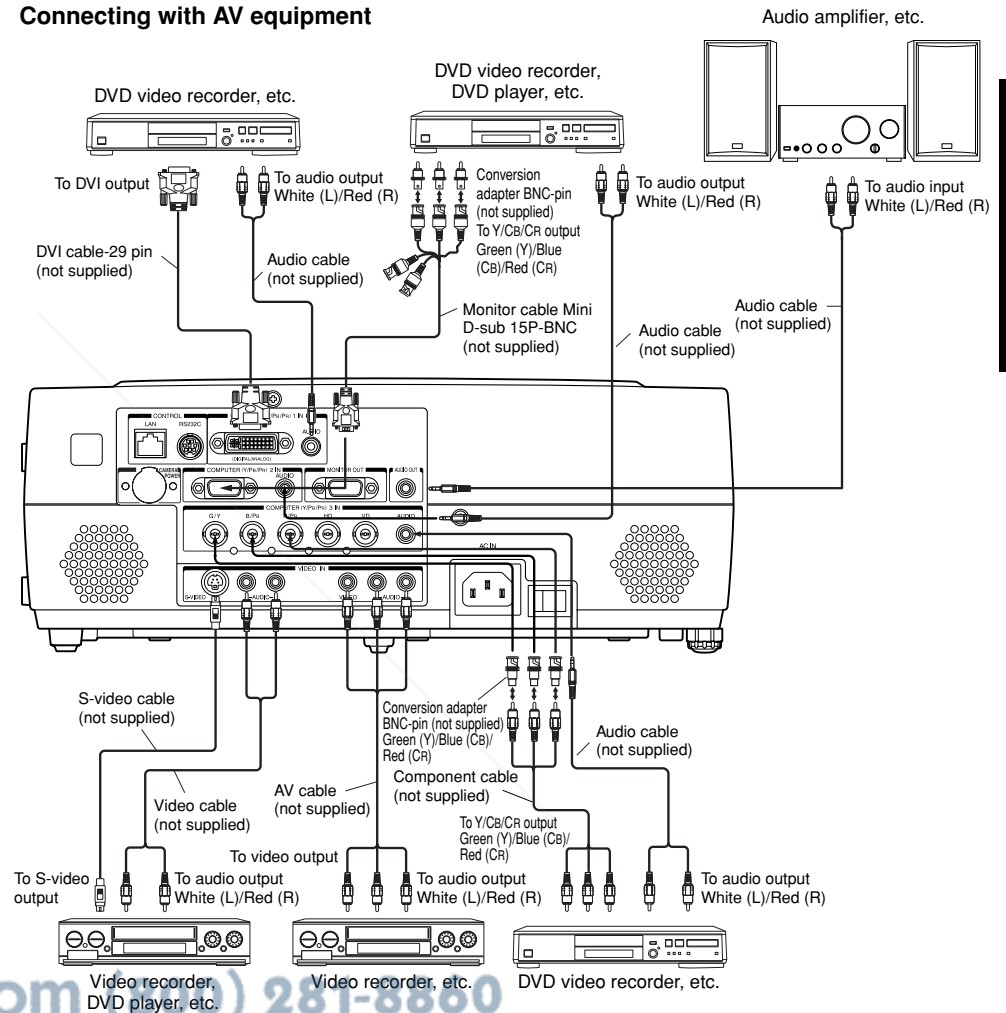 Connecting with AV equipment
Audio amplifier, etc.
DVD video recorder, etc.
DVD video recorder,
DVD player, etc.
To DVI output
To audio output
White (L)/Red (R)
Conversion
adapter BNC-pin
(not supplied)
To Y/CB/CR output
Green (Y)/Blue
(CB)/Red (CR)
To audio output
White (L)/Red (R)
To audio input
White (L)/Red (R)
DVI cable-29 pin
(not supplied)
Audio cable
(not supplied)
Monitor cable Mini
D-sub 15P-BNC
(not supplied)
Audio cable
(not supplied)
Audio cable
(not supplied)
CONTROL
LAN
RS232C
1 IN
(DIGITAL/ANALOG)
POWER
COMPUTER (Y/PB/PR) 2 IN
AUDIO
MONITOR OUT
AUDIO OUT
COMPUTER (Y/PB/PR) 3 IN
G/Y
B/PB
HD
VD
AUDIO
AC IN
VIDEO IN
S-VIDEO
AUDIO
AUDIO
S-video cable
(not supplied)
Conversion adapter
BNC-pin (not supplied)
Green (Y)/Blue (CB)/
Red (CR)
Audio cable
(not supplied)
Video cable
(not supplied)
AV cable
(not supplied)
Component cable
(not supplied)
To Y/CB/CR output
Green (Y)/Blue (CB)/
Red (CR)
To S-video
output
To audio output
White (L)/Red (R)
To video output
To audio output
White (L)/Red (R)
To audio output
White (L)/Red (R)
Video recorder,
DVD player, etc.
Video recorder, etc.
DVD video recorder, etc.
om (800) 281-8860